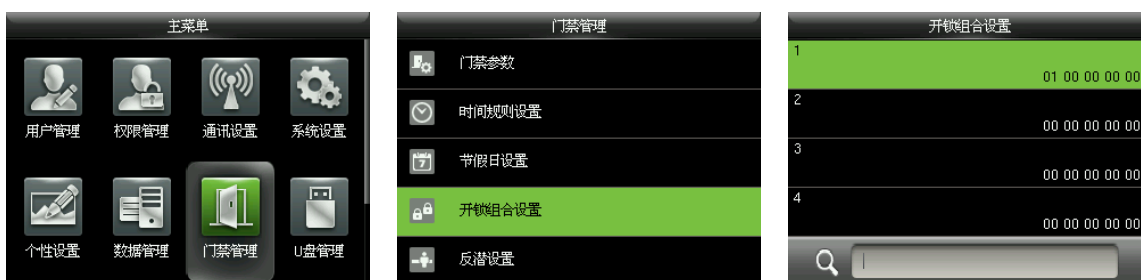 主菜单
用户管理 权限管理 通讯设置 系统设置
个性设置 数据管理 门禁管理 U盘管理
门禁管理
门禁参数
时间规则设置
节假日设置
开锁组合设置
反潜设置
开锁组合设置
1
01 00 00 00 00
2
00 00 00 00 00
3
00 00 00 00 00
4
00 00 00 00 00